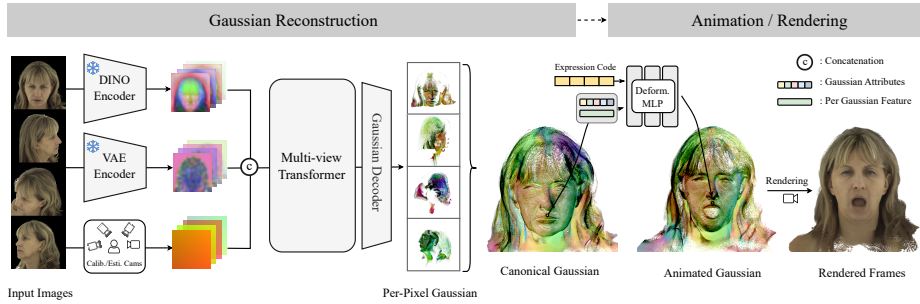 Gaussian Reconstruction
Animation / Rendering
DINO
Encoder
VAE
Encoder
Calib./Esti. Cams
Input Images
c
Multi-view
Transformer
Gaussian Decoder
Per-Pixel Gaussian
Expression Code
Deform.
MLP
c : Concatenation
: Gaussian Attributes
: Per Gaussian Feature
Rendering
Canonical Gaussian
Animated Gaussian
Rendered Frames